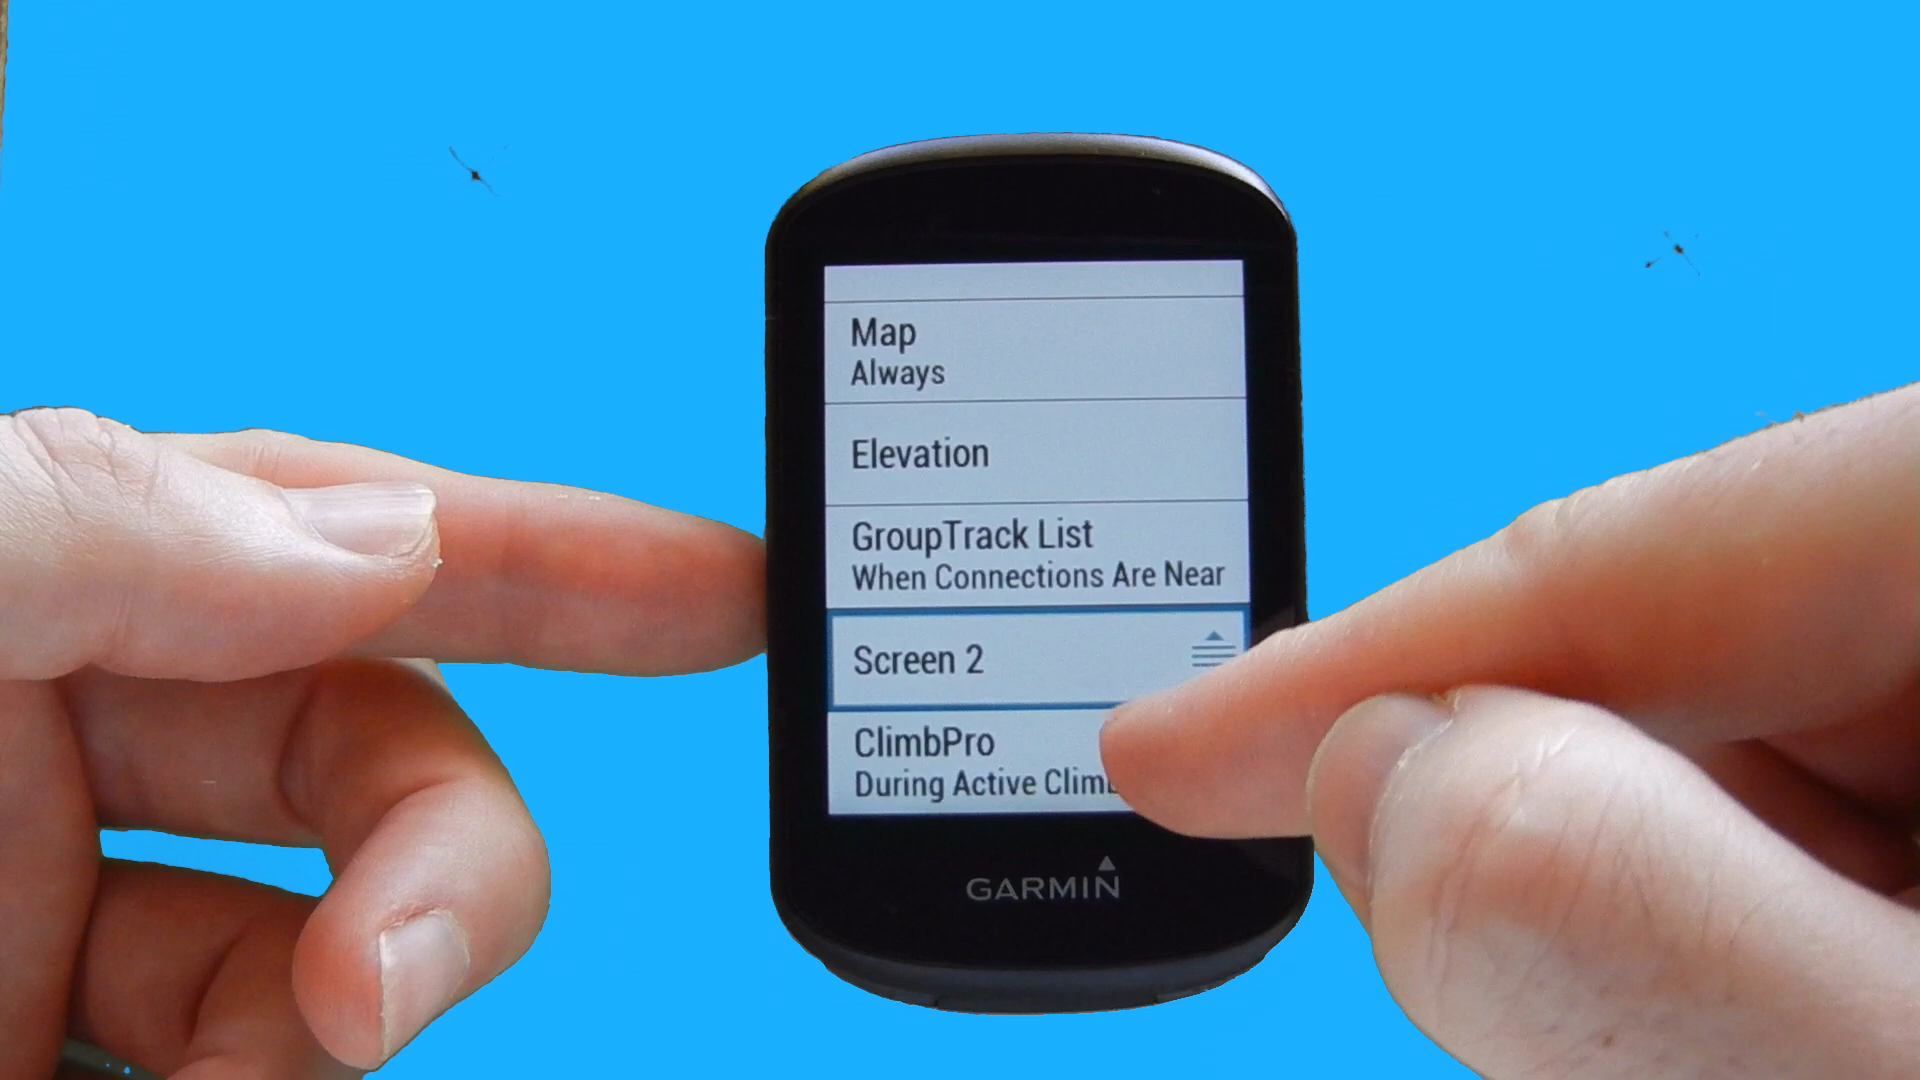 Map
Always
Elevation
GroupTrack List
When Connections Are Near
Screen 2
ClimbPro
During Active
GARMIN